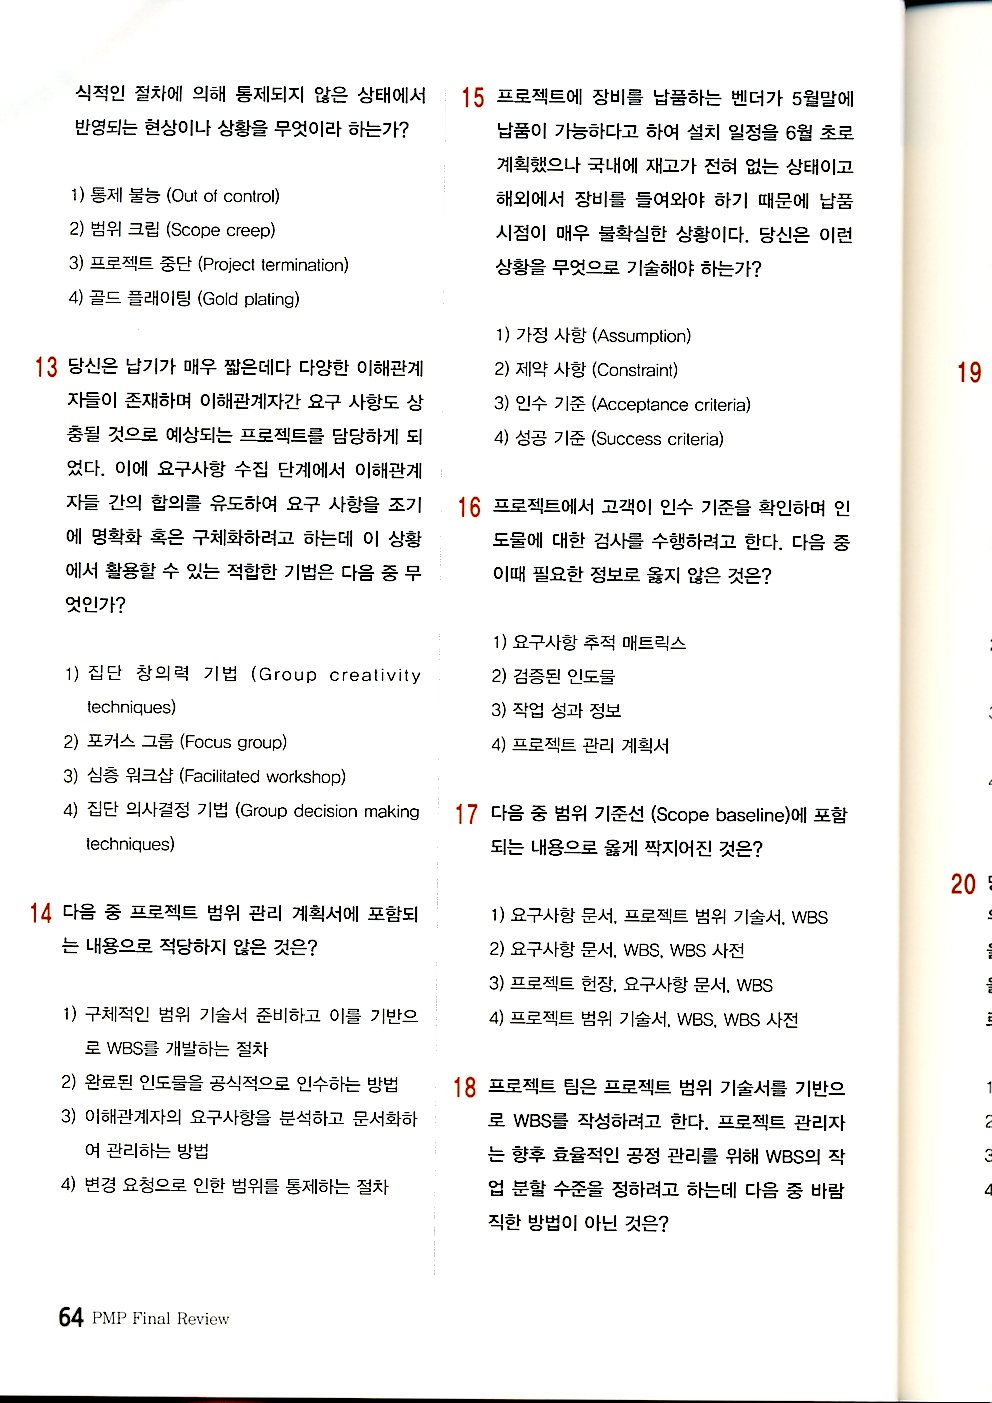 식적인 절차에 의해 통제되지 않은 상태에서
반영되는 현상이나 상황을 무엇이라 하는가?
1) 통제 불능 (Out of control)
2) 범위 크립 (Scope creep)
3) 프로젝트 중단 (Project termination)
4) 골드 플래이팅 (Gold plating)
13 당신은 납기가 매우 짧은데다 다양한 이해관계
자들이 존재하며 이해관계자간 요구 사항도 상
충될 것으로 예상되는 프로젝트를 담당하게 되
었다. 이에 요구사항 수집 단계에서 이해관계
자들 간의 합의를 유도하여 요구 사항을 조기
에 명확화 혹은 구체화하려고 하는데 이 상황
에서 활용할 수 있는 적합한 기법은 다음 중 무
엇인가?
1) 집단 창의력 기법 (Group creativity
techniques)
2) 포커스 그룹 (Focus group)
3) 심층 워크샵 (Facilitated workshop)
4) 집단 의사결정 기법 (Group decision making
techniques)
14 다음 중 프로젝트 범위 관리 계획서에 포함되
는 내용으로 적당하지 않은 것은?
1) 구체적인 범위 기술서 준비하고 이를 기반으
로 WBS를 개발하는 절차
2) 완료된 인도물을 공식적으로 인수하는 방법
3) 이해관계자의 요구사항을 분석하고 문서화하
여 관리하는 방법
4) 변경 요청으로 인한 범위를 통제하는 절차
15 프로젝트에 장비를 납품하는 벤더가 5월말에
납품이 가능하다고 하여 설치 일정을 6월 초로
계획했으나 국내에 재고가 전혀 없는 상태이고
해외에서 장비를 들여와야 하기 때문에 납품
시점이 매우 불확실한 상황이다. 당신은 이런
상황을 무엇으로 기술해야 하는가?
1) 가정 사항 (Assumption)
2) 제약 사항 (Constraint)
3) 인수 기준 (Acceptance criteria)
4) 성공 기준 (Success criteria)
16 프로젝트에서 고객이 인수 기준을 확인하며 인
도물에 대한 검사를 수행하려고 한다. 다음 중
이때 필요한 정보로 옳지 않은 것은?
1) 요구사항 추적 매트릭스
2) 검증된 인도물
3) 작업 성과 정보
4) 프로젝트 관리 계획서
17 다음 중 범위 기준선 (Scope baseline)에 포함
되는 내용으로 옳게 짝지어진 것은?
1) 요구사항 문서, 프로젝트 범위 기술서, WBS
2) 요구사항 문서, WBS, WBS 사전
3) 프로젝트 헌장, 요구사항 문서, WBS
4) 프로젝트 범위 기술서, WBS, WBS 사전
18 프로젝트 팀은 프로젝트 범위 기술서를 기반으
로 WBS를 작성하려고 한다. 프로젝트 관리자
는 향후 효율적인 공정 관리를 위해 WBS의 작
업 분할 수준을 정하려고 하는데 다음 중 바람
직한 방법이 아닌 것은?
64 PMP Final Review
19
20